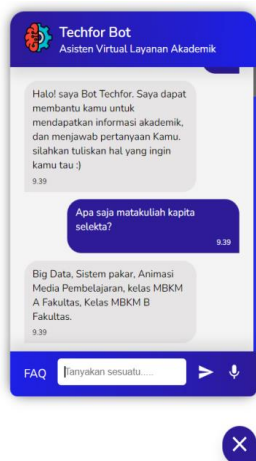 Techfor Bot
Asisten Virtual Layanan Akademik
Halo! saya Bot Techfor. Saya dapat
membantu kamu untuk
mendapatkan informasi akademik,
dan menjawab pertanyaan Kamu.
silahkan tuliskan hal yang ingin
kamu tau :)
9.39
Apa saja matakuliah kapita
selekta?
9.39
Big Data, Sistem pakar, Animasi
Media Pembelajaran, kelas MBKM
A Fakultas, Kelas MBKM B
Fakultas.
9.39
FAQ
Tanyakan sesuatu.....